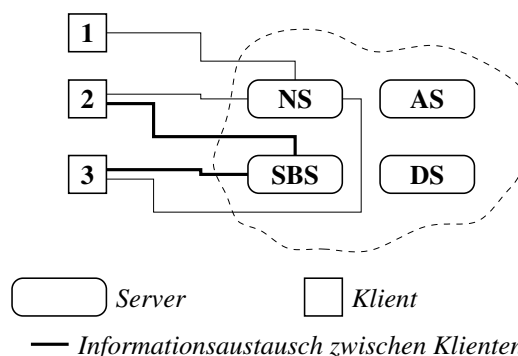 1
2 NS AS
3 SBS DS
Server Klient
Informationsaustausch zwischen Klienten